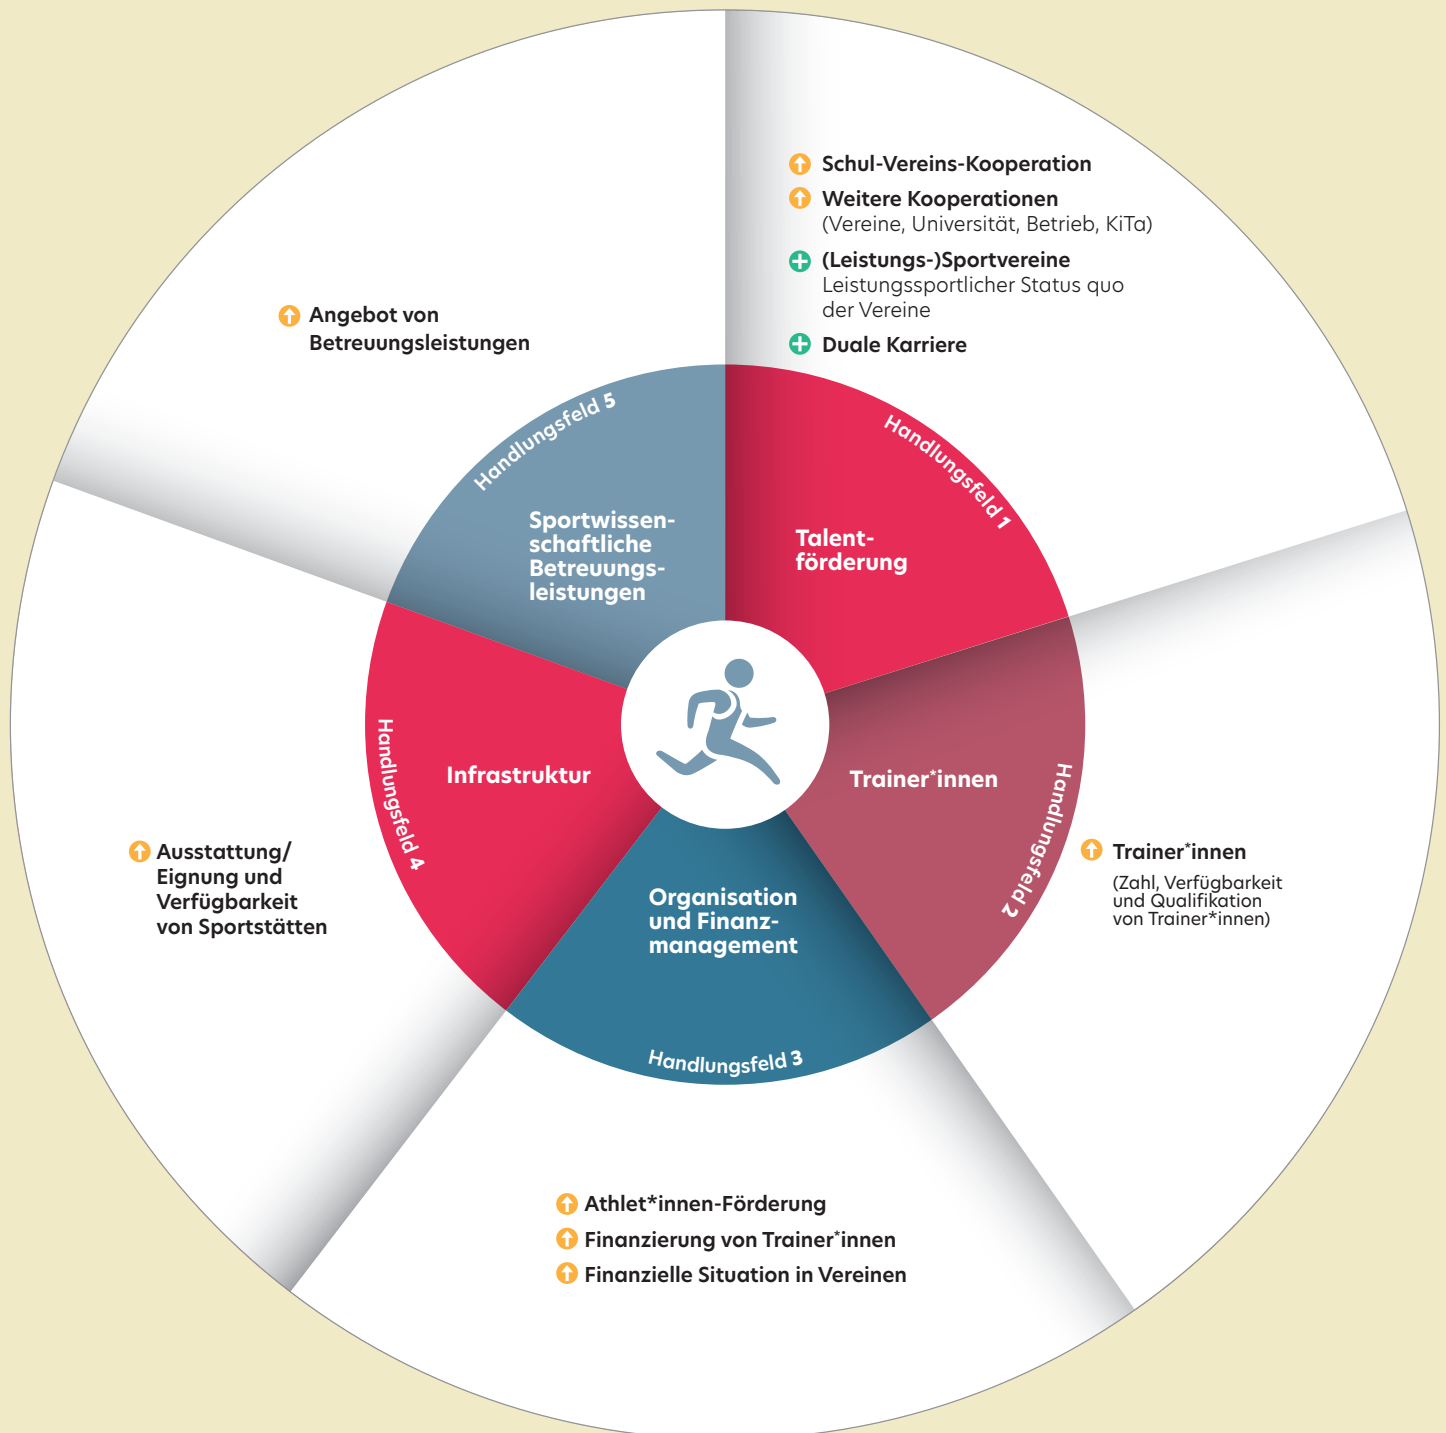 Schul-Vereins-Kooperation
Weitere Kooperationen
(Vereine, Universität, Betrieb, KiTa)
(Leistungs-)Sportvereine
Leistungssportlicher Status quo
der Vereine
Duale Karriere
Handlungsfeld 1
Talent-
förderung
Handlungsfeld 2
Trainer*innen
Trainer*innen
(Zahl, Verfügbarkeit
und Qualifikation
von Trainer*innen)
Organisation
und Finanz-
management
Handlungsfeld 3
Athlet*innen-Förderung
Finanzierung von Trainer*innen
Finanzielle Situation in Vereinen
Handlungsfeld 4
Infrastruktur
Ausstattung/
Eignung und
Verfügbarkeit
von Sportstätten
Handlungsfeld 5
Sportwissen-
schaftliche
Betreuungs-
leistungen
Angebot von
Betreuungsleistungen